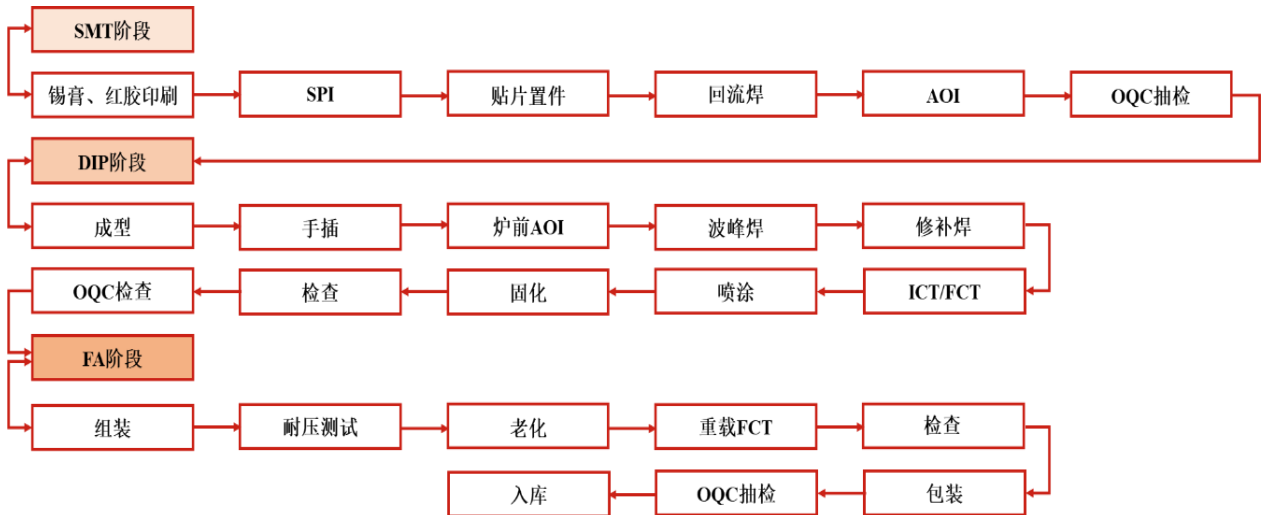 SMT阶段
锡膏、红胶印刷
SPI
贴片置件
回流焊
AOI
OQC抽检
DIP阶段
成型
手插
炉前AOI
波峰焊
修补焊
OQC检查
检查
固化
喷涂
ICT/FCT
FA阶段
组装
耐压测试
老化
重载FCT
检查
入库
OQC抽检
包装